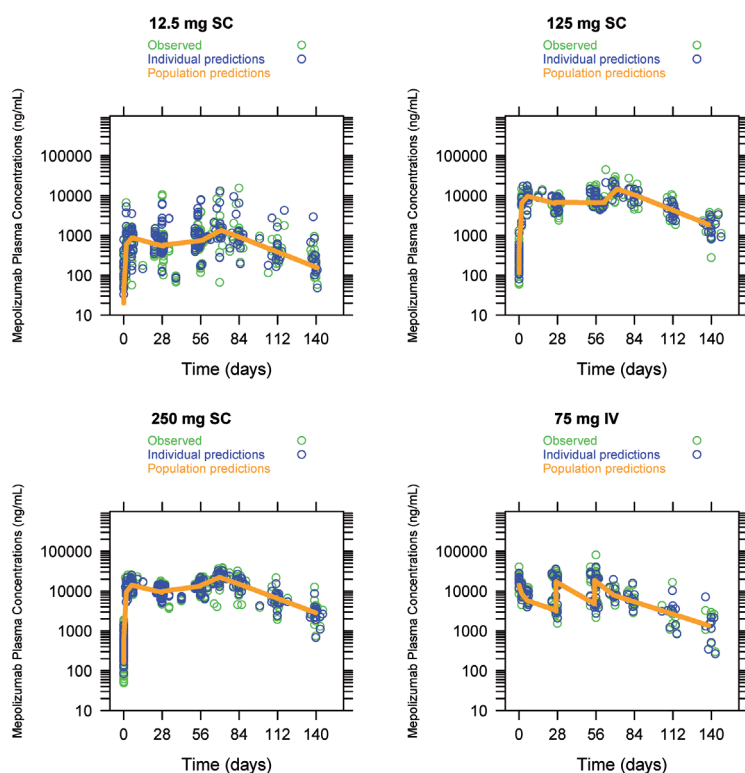 12.5 mg SC
Observed
Individual predictions
Population predictions
Mepolizumab Plasma Concentrations (ng/mL)
100000
10000
1000
100
10
0 28 56 84 112 140
Time (days)
125 mg SC
Observed
Individual predictions
Population predictions
Mepolizumab Plasma Concentrations (ng/mL)
100000
10000
1000
100
10
0 28 56 84 112 140
Time (days)
250 mg SC
Observed
Individual predictions
Population predictions
Mepolizumab Plasma Concentrations (ng/mL)
100000
10000
1000
100
10
0 28 56 84 112 140
Time (days)
75 mg IV
Observed
Individual predictions
Population predictions
Mepolizumab Plasma Concentrations (ng/mL)
100000
10000
1000
100
10
0 28 56 84 112 140
Time (days)